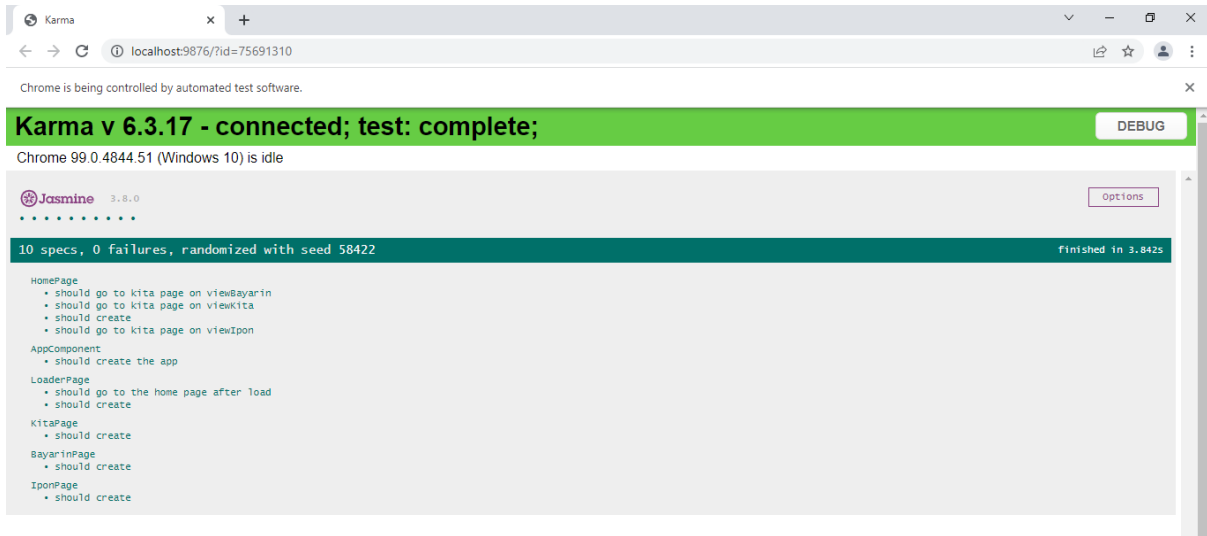 Karma
localhost:9876/?id=75691310
Chrome is being controlled by automated test software.
Karma v 6.3.17 - connected; test: complete;
DEBUG
Chrome 99.0.4844.51 (Windows 10) is idle
Jasmine 3.8.0
Options
• • • • • • • • • •
10 specs, 0 failures, randomized with seed 58422
finished in 3.842s
HomePage
• should go to kita page on viewBayarin
• should go to kita page on viewKita
• should create
• should go to kita page on viewIpon
AppComponent
• should create the app
LoaderPage
• should go to the home page after load
• should create
KitaPage
• should create
BayarinPage
• should create
IponPage
• should create